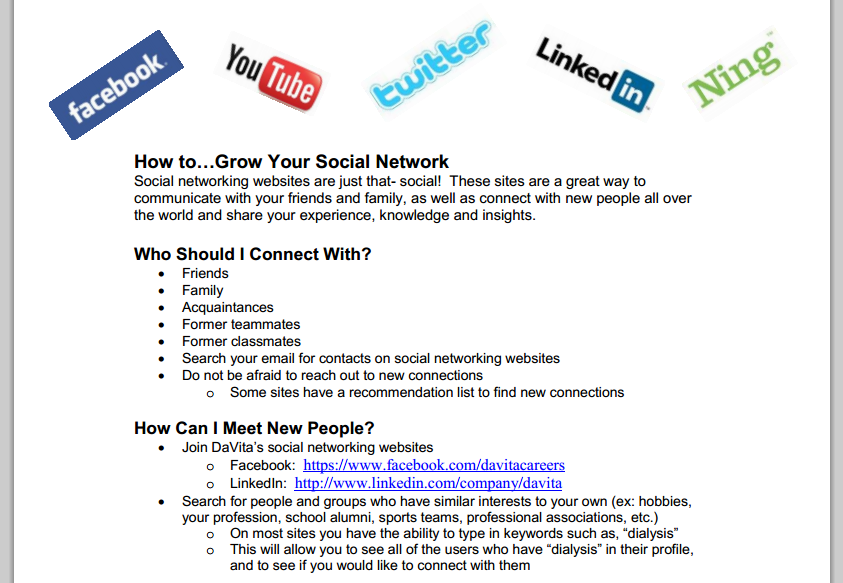 facebook
You Tube
twitter
Linked in
Ning™
How to…Grow Your Social Network
Social networking websites are just that- social!  These sites are a great way to
communicate with your friends and family, as well as connect with new people all over
the world and share your experience, knowledge and insights.
Who Should I Connect With?
• Friends
• Family
• Acquaintances
• Former teammates
• Former classmates
• Search your email for contacts on social networking websites
• Do not be afraid to reach out to new connections
o Some sites have a recommendation list to find new connections
How Can I Meet New People?
• Join DaVita’s social networking websites
o Facebook:  https://www.facebook.com/davitacareers
o LinkedIn:  http://www.linkedin.com/company/davita
• Search for people and groups who have similar interests to your own (ex: hobbies,
your profession, school alumni, sports teams, professional associations, etc.)
o On most sites you have the ability to type in keywords such as, “dialysis”
o This will allow you to see all of the users who have “dialysis” in their profile,
and to see if you would like to connect with them